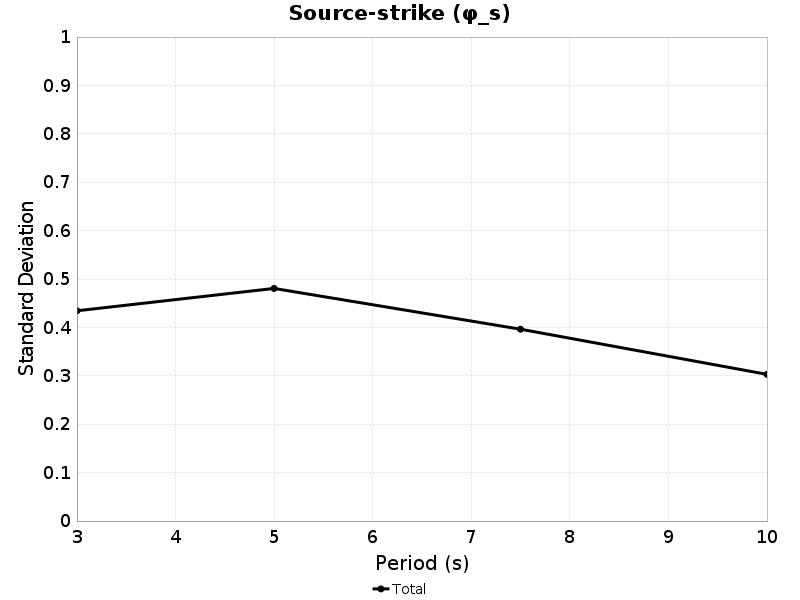 Source-strike (φ_s)
1
0.9
0.8
0.7
0.6
0.5
0.4
0.3
0.2
0.1
0
Standard Deviation
3 4 5 6 7 8 9 10
Period (s)
Total